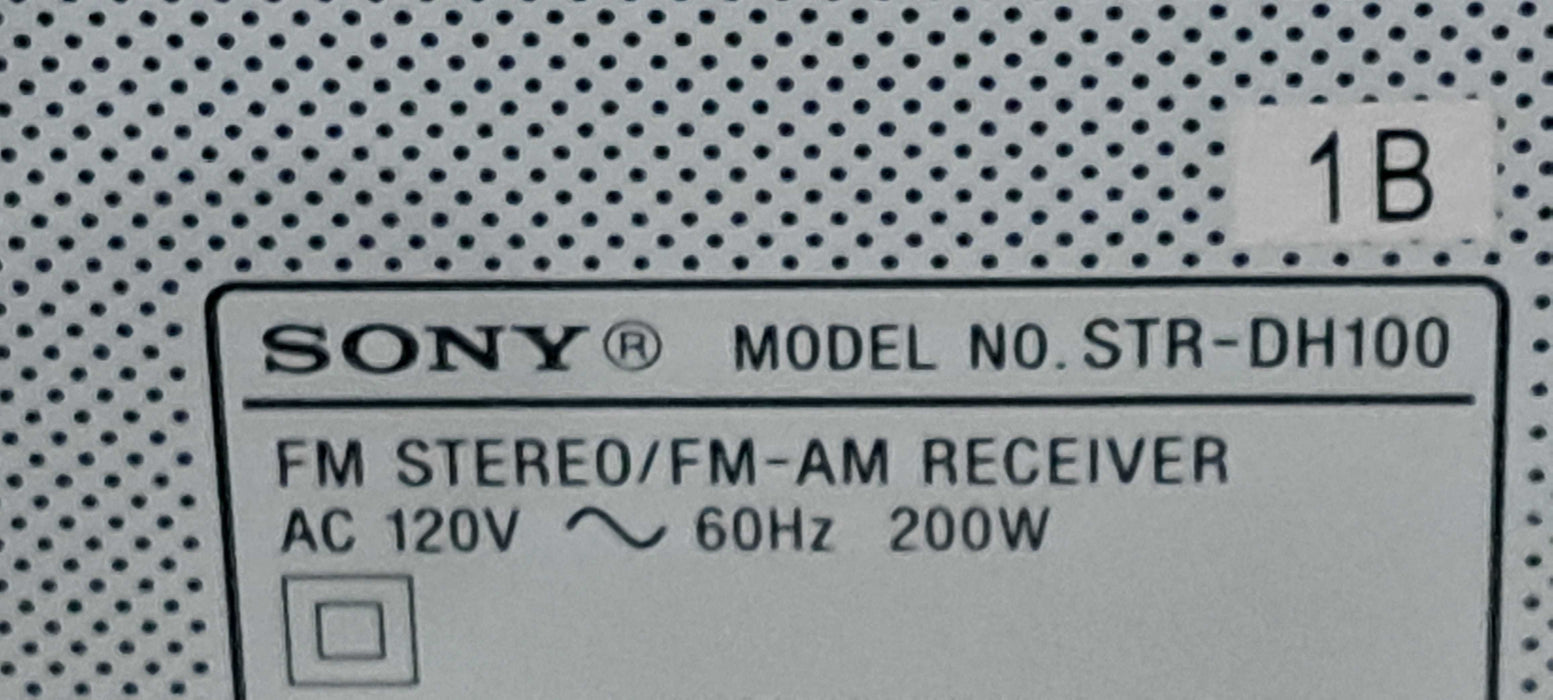 1B
SONY® MODEL NO. STR-DH100
FM STEREO/FM-AM RECEIVER
AC 120V ～ 60Hz 200W